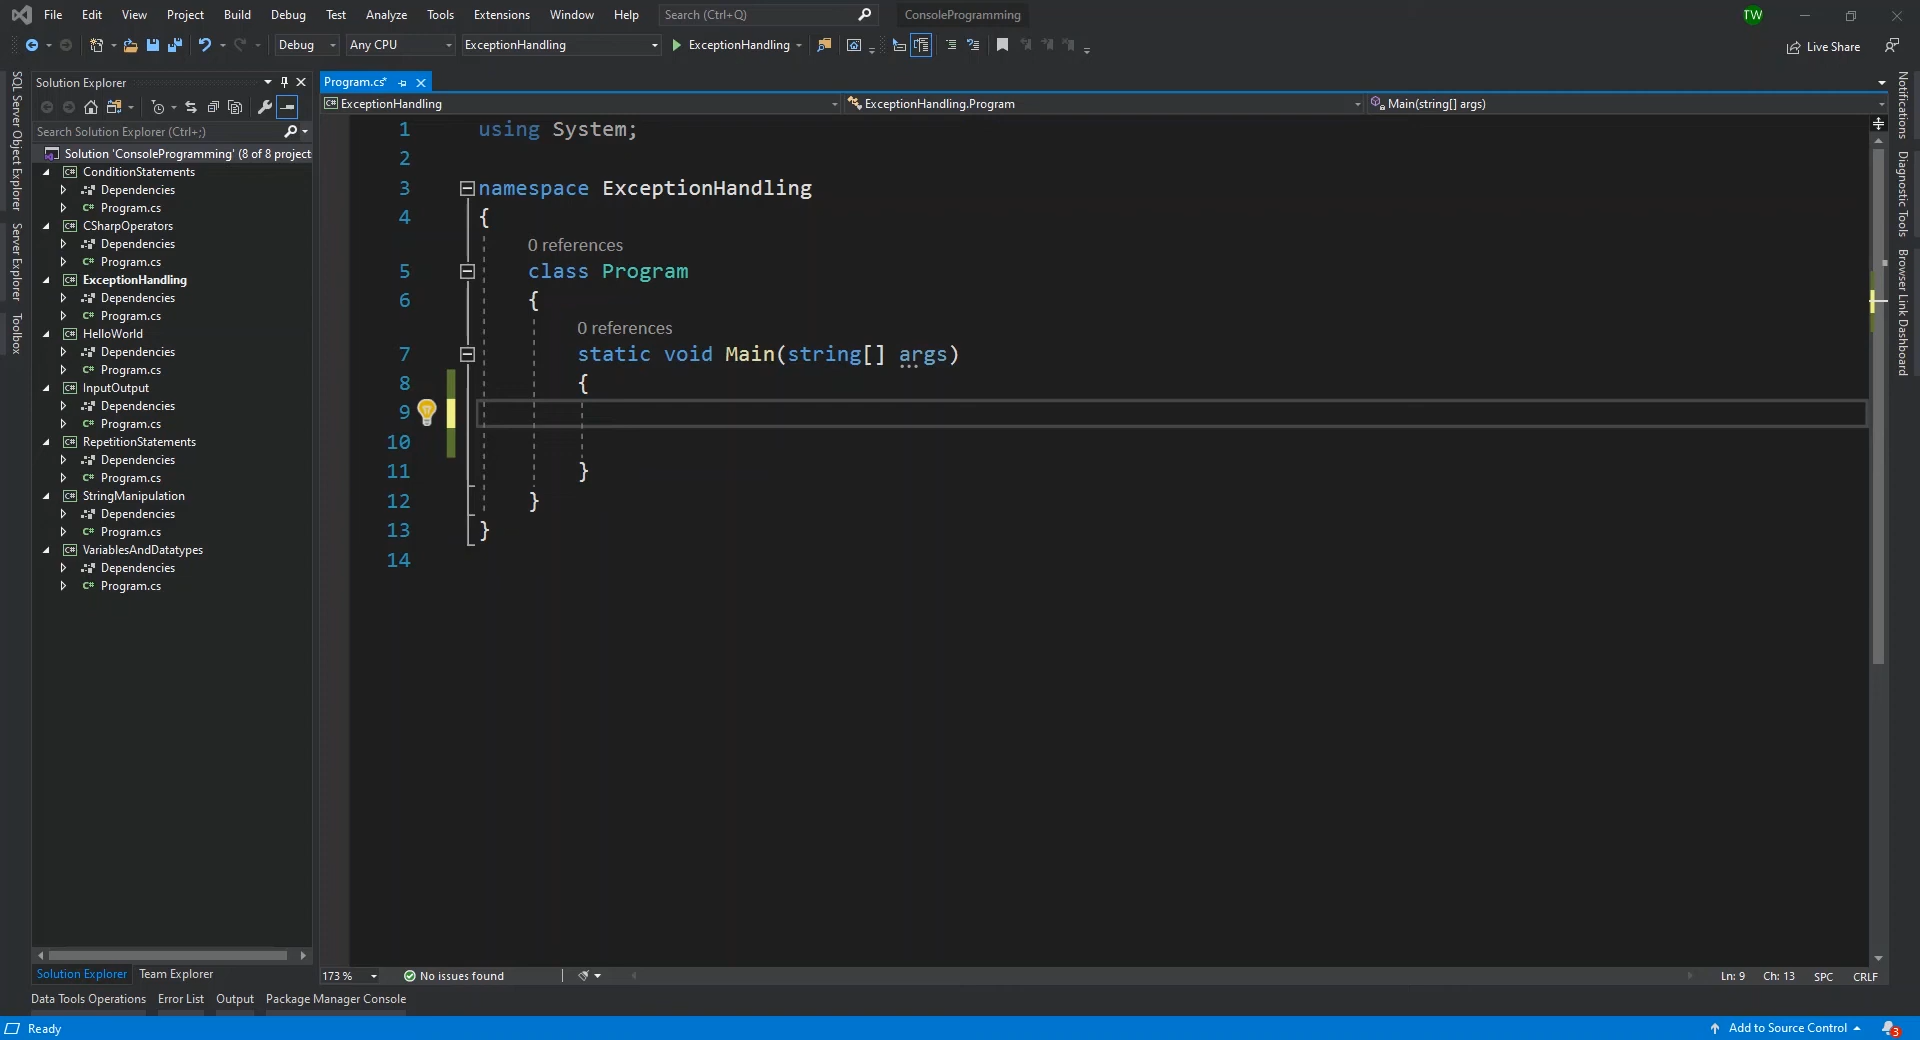 File Edit View Project Build Debug Test Analyze Tools Extensions Window Help Search (Ctrl+Q) ConsoleProgramming TW
Debug Any CPU ExceptionHandling ExceptionHandling Live Share
Solution Explorer
Search Solution Explorer (Ctrl+;)
Solution 'ConsoleProgramming' (8 of 8 project
ConditionStatements
Dependencies
C# Program.cs
CSharpOperators
Dependencies
C# Program.cs
ExceptionHandling
Dependencies
C# Program.cs
HelloWorld
Dependencies
C# Program.cs
InputOutput
Dependencies
C# Program.cs
RepetitionStatements
Dependencies
C# Program.cs
StringManipulation
Dependencies
C# Program.cs
VariablesAndDatatypes
Dependencies
C# Program.cs
Solution Explorer Team Explorer
SQL Server Object Explorer
Server Explorer
Toolbox
Program.cs*
C# ExceptionHandling ExceptionHandling.Program Main(string[] args)
1 using System;
2
3 namespace ExceptionHandling
4 {
0 references
5 class Program
6 {
0 references
7 static void Main(string[] args)
8 {
9
10
11 }
12 }
13 }
14
173 % No issues found Ln: 9 Ch: 13 SPC CRLF
Notifications
Diagnostic Tools
Browser Link Dashboard
Data Tools Operations Error List Output Package Manager Console
Ready Add to Source Control 3